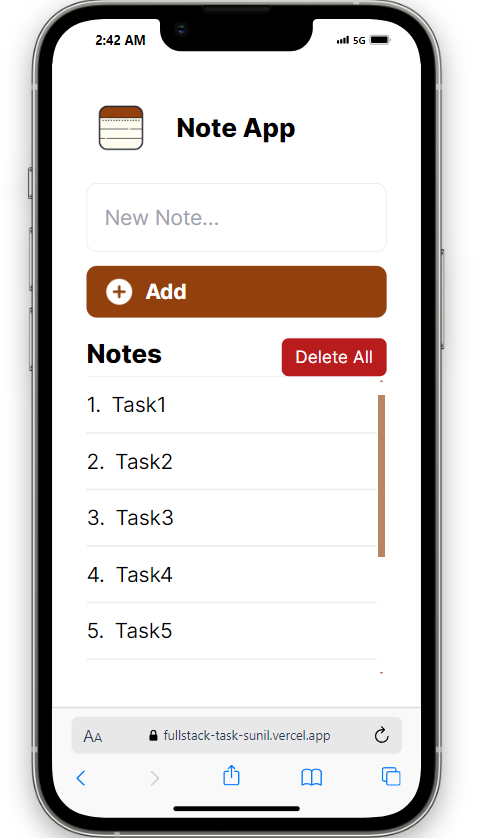 2:42 AM 5G
Note App
New Note...
Add
Notes Delete All
1. Task1
2. Task2
3. Task3
4. Task4
5. Task5
AA fullstack-task-sunil.vercel.app